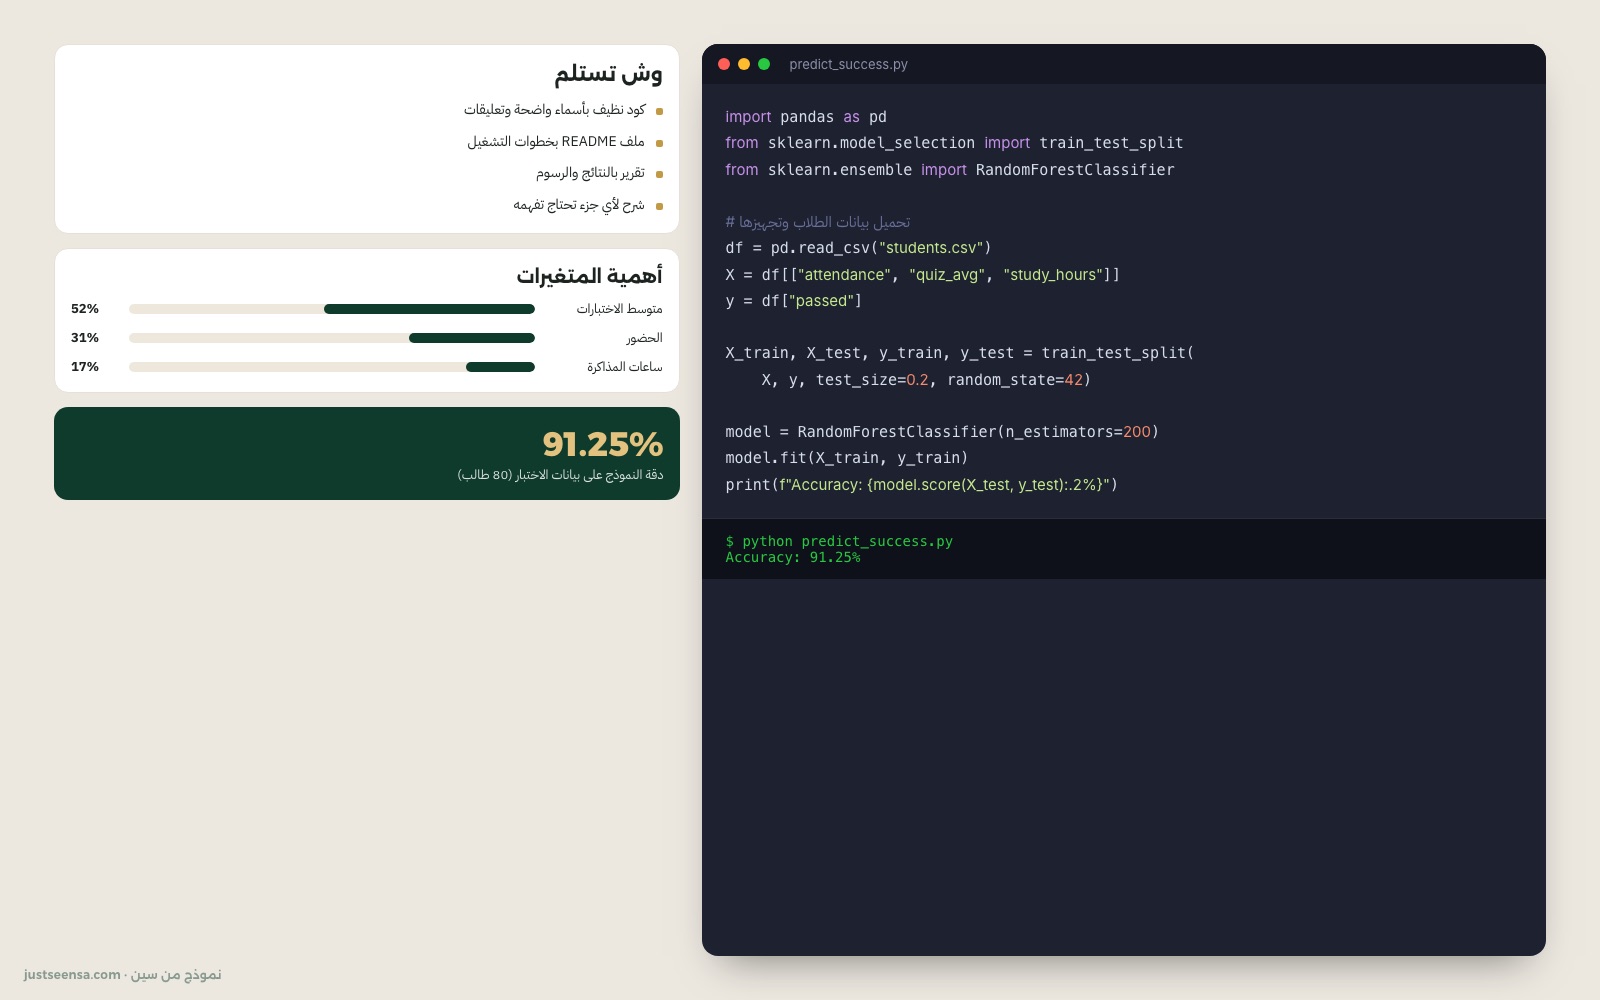 وش تستلم
كود نظيف بأسماء واضحة وتعليقات
ملف README بخطوات التشغيل
تقرير بالنتائج والرسوم
شرح لأي جزء تحتاج تفهمه
أهمية المتغيرات
متوسط الاختبارات 52%
الحضور 31%
ساعات المذاكرة 17%
91.25%
دقة النموذج على بيانات الاختبار (80 طالب)
predict_success.py
import pandas as pd
from sklearn.model_selection import train_test_split
from sklearn.ensemble import RandomForestClassifier
# تحميل بيانات الطلاب وتجهيزها
df = pd.read_csv("students.csv")
X = df[["attendance", "quiz_avg", "study_hours"]]
y = df["passed"]
X_train, X_test, y_train, y_test = train_test_split(
    X, y, test_size=0.2, random_state=42)
model = RandomForestClassifier(n_estimators=200)
model.fit(X_train, y_train)
print(f"Accuracy: {model.score(X_test, y_test):.2%}")
$ python predict_success.py
Accuracy: 91.25%
نموذج من سين · justseensa.com